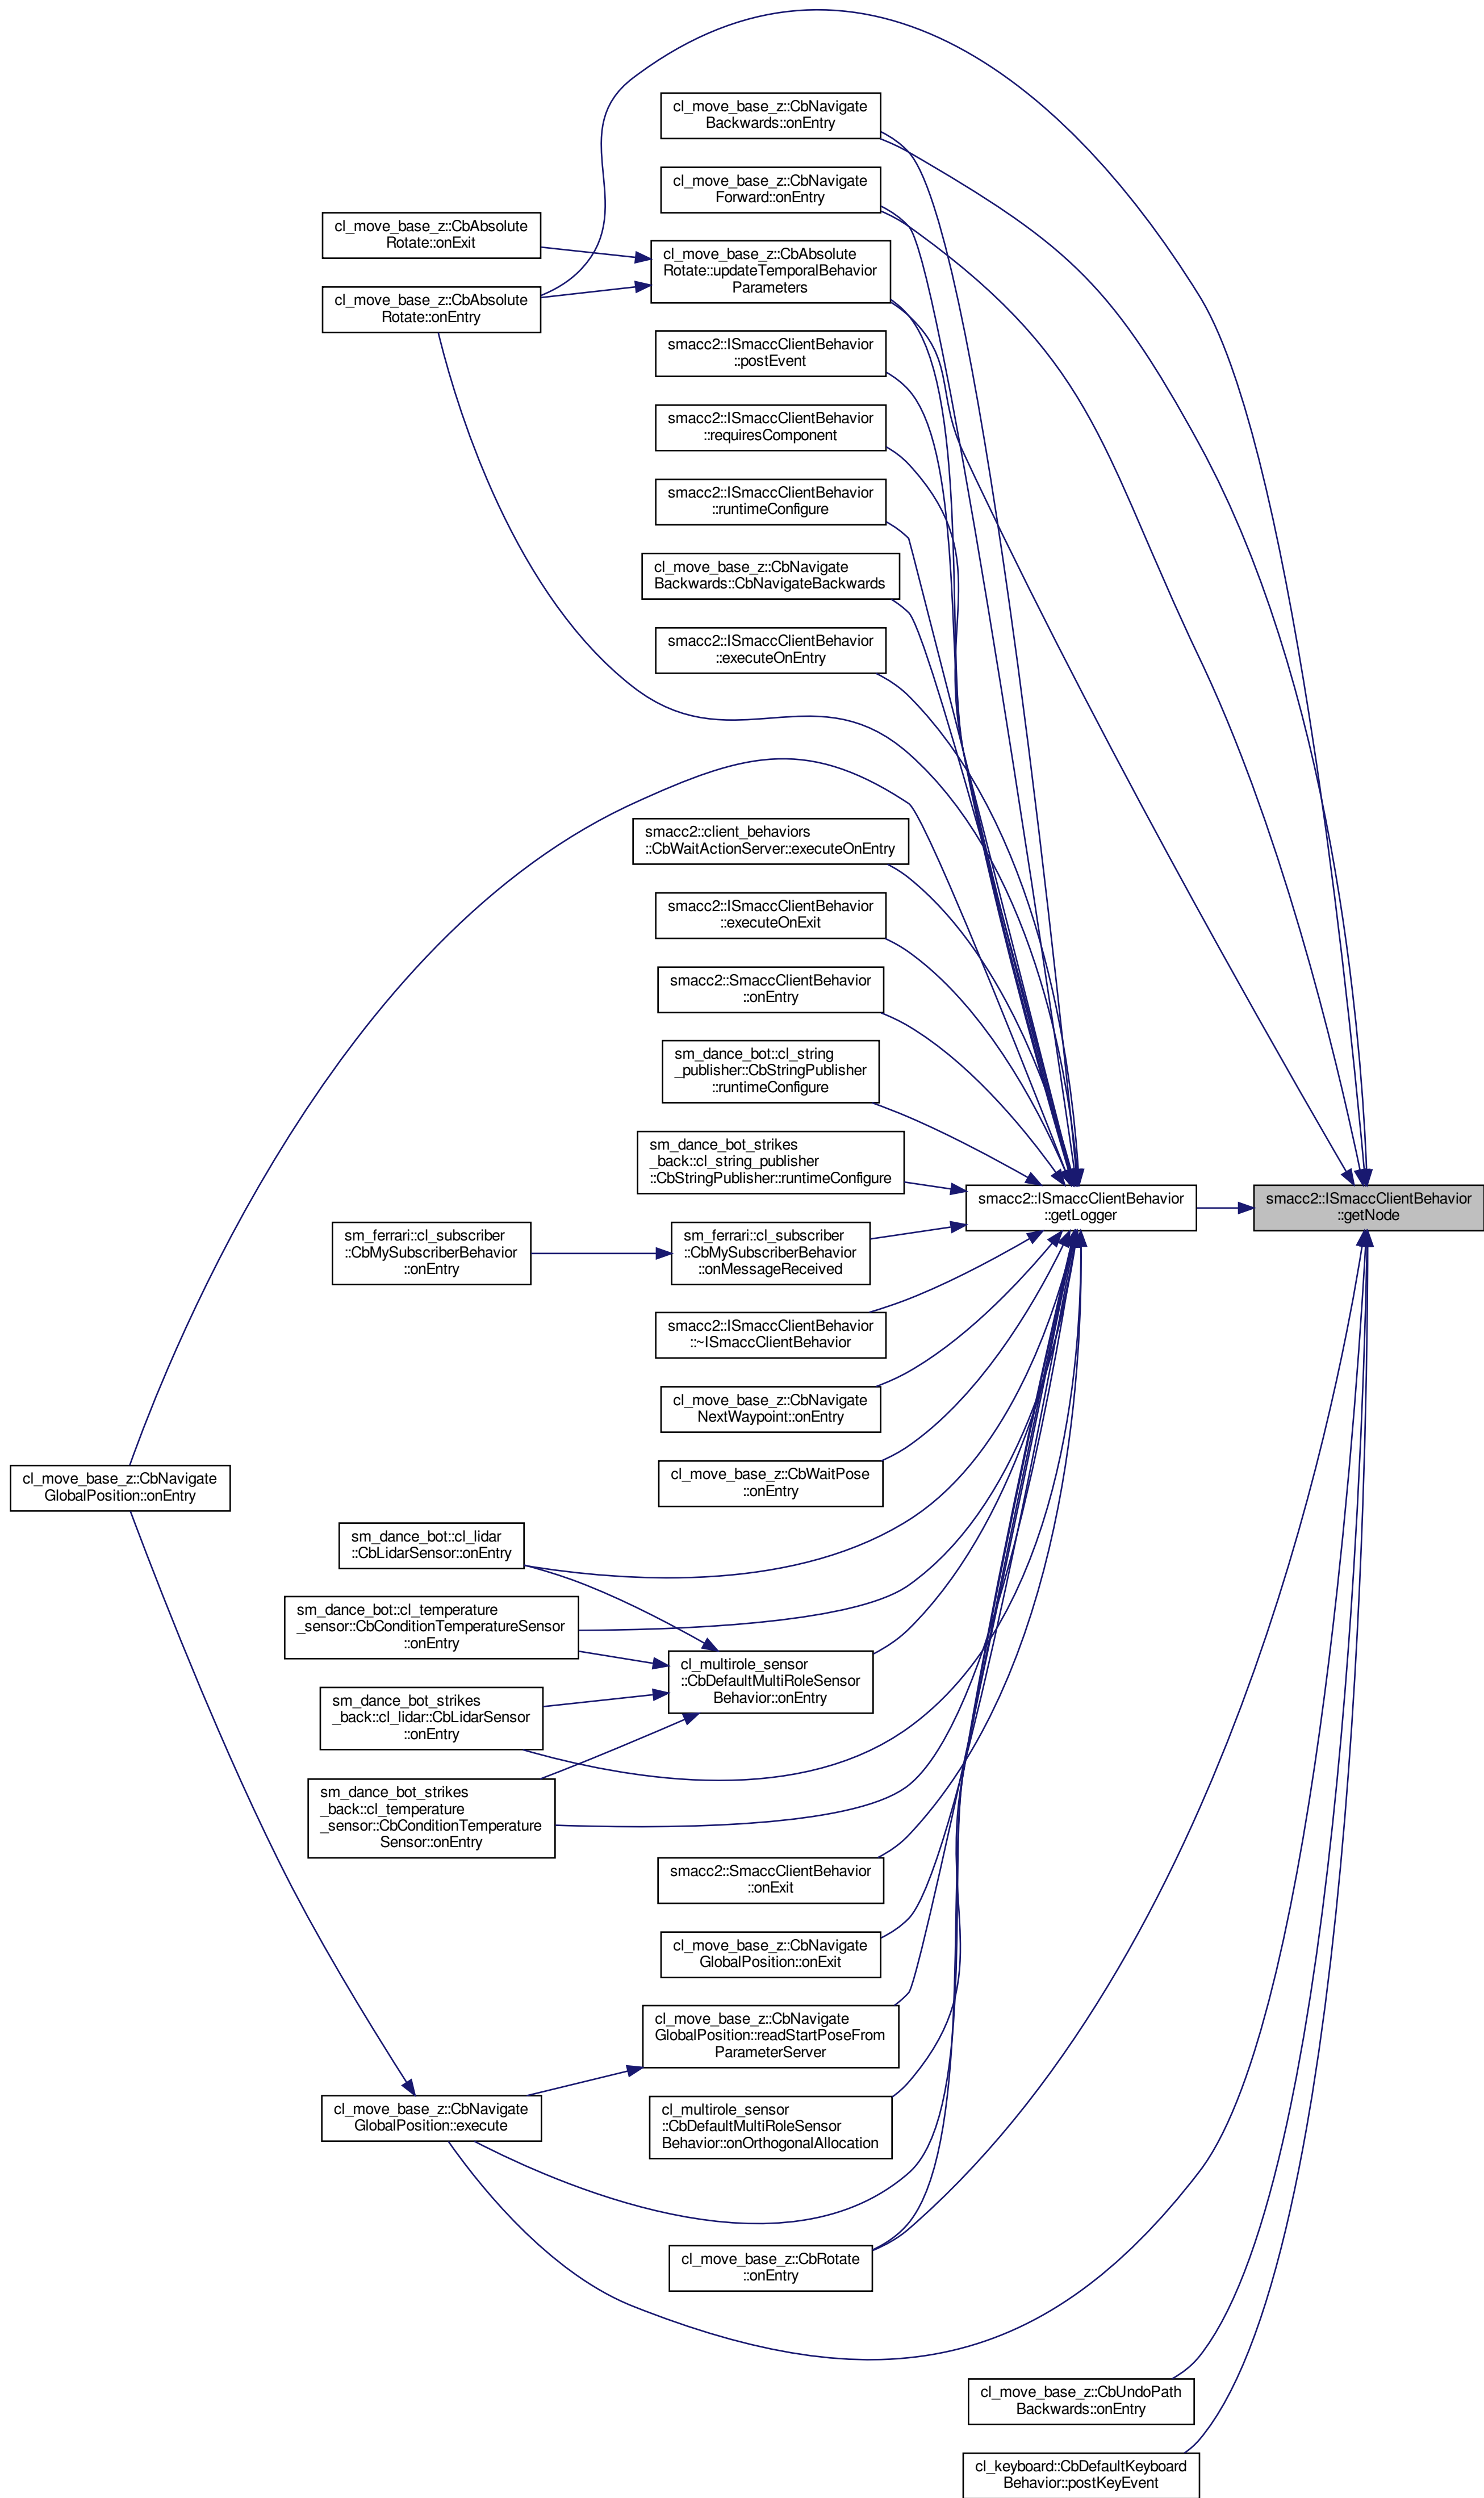 cl_move_base_z::CbNavigate
Backwards::onEntry
cl_move_base_z::CbNavigate
Forward::onEntry
cl_move_base_z::CbAbsolute
Rotate::onExit
cl_move_base_z::CbAbsolute
Rotate::updateTemporalBehavior
Parameters
cl_move_base_z::CbAbsolute
Rotate::onEntry
smacc2::ISmaccClientBehavior
::postEvent
smacc2::ISmaccClientBehavior
::requiresComponent
smacc2::ISmaccClientBehavior
::runtimeConfigure
cl_move_base_z::CbNavigate
Backwards::CbNavigateBackwards
smacc2::ISmaccClientBehavior
::executeOnEntry
smacc2::client_behaviors
::CbWaitActionServer::executeOnEntry
smacc2::ISmaccClientBehavior
::executeOnExit
smacc2::SmaccClientBehavior
::onEntry
sm_dance_bot::cl_string
_publisher::CbStringPublisher
::runtimeConfigure
sm_dance_bot_strikes
_back::cl_string_publisher
::CbStringPublisher::runtimeConfigure
smacc2::ISmaccClientBehavior
::getLogger
smacc2::ISmaccClientBehavior
::getNode
sm_ferrari::cl_subscriber
::CbMySubscriberBehavior
::onEntry
sm_ferrari::cl_subscriber
::CbMySubscriberBehavior
::onMessageReceived
smacc2::ISmaccClientBehavior
::~ISmaccClientBehavior
cl_move_base_z::CbNavigate
NextWaypoint::onEntry
cl_move_base_z::CbNavigate
GlobalPosition::onEntry
cl_move_base_z::CbWaitPose
::onEntry
sm_dance_bot::cl_lidar
::CbLidarSensor::onEntry
sm_dance_bot::cl_temperature
_sensor::CbConditionTemperatureSensor
::onEntry
cl_multirole_sensor
::CbDefaultMultiRoleSensor
Behavior::onEntry
sm_dance_bot_strikes
_back::cl_lidar::CbLidarSensor
::onEntry
sm_dance_bot_strikes
_back::cl_temperature
_sensor::CbConditionTemperature
Sensor::onEntry
smacc2::SmaccClientBehavior
::onExit
cl_move_base_z::CbNavigate
GlobalPosition::onExit
cl_move_base_z::CbNavigate
GlobalPosition::readStartPoseFrom
ParameterServer
cl_move_base_z::CbNavigate
GlobalPosition::execute
cl_multirole_sensor
::CbDefaultMultiRoleSensor
Behavior::onOrthogonalAllocation
cl_move_base_z::CbRotate
::onEntry
cl_move_base_z::CbUndoPath
Backwards::onEntry
cl_keyboard::CbDefaultKeyboard
Behavior::postKeyEvent